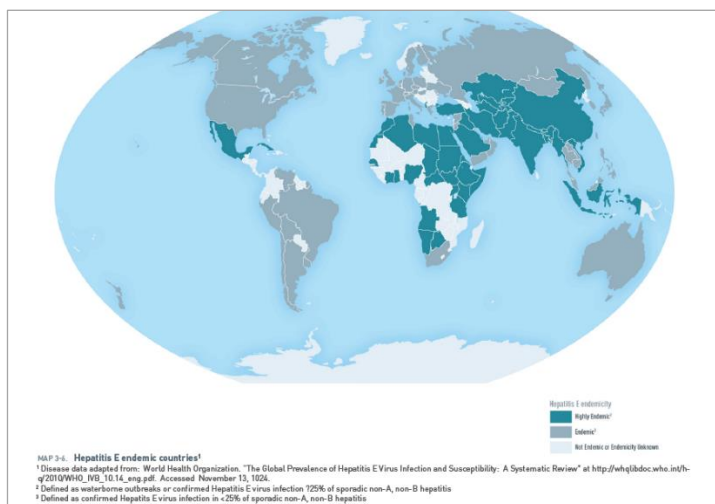 Hepatitis E endemicity
Highly Endemic²
Endemic³
Not Endemic or Endemicity Unknown
MAP 3-6. Hepatitis E endemic countries¹
¹ Disease data adapted from: World Health Organization. "The Global Prevalence of Hepatitis E Virus Infection and Susceptibility: A Systematic Review" at http://whqlibdoc.who.int/h-
q/2010/WHO_IVB_10.14_eng.pdf. Accessed November 13, 1024.
² Defined as waterborne outbreaks or confirmed Hepatitis E virus infection ?25% of sporadic non-A, non-B hepatitis
³ Defined as confirmed Hepatits E virus infection in <25% of sporadic non-A, non-B hepatitis